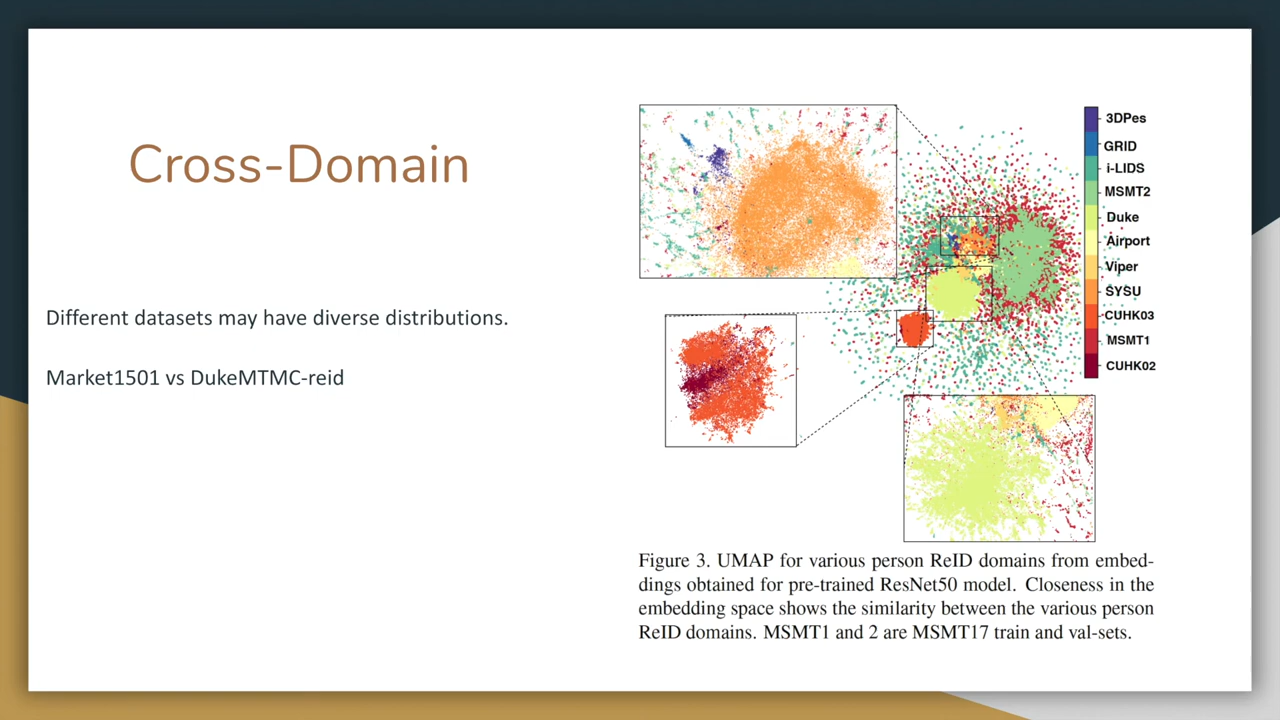 Cross-Domain
Different datasets may have diverse distributions.
Market1501 vs DukeMTMC-reid
3DPes
GRID
i-LIDS
MSMT2
Duke
Airport
Viper
SYSU
CUHK03
MSMT1
CUHK02
Figure 3. UMAP for various person ReID domains from embed-
dings obtained for pre-trained ResNet50 model. Closeness in the
embedding space shows the similarity between the various person
ReID domains. MSMT1 and 2 are MSMT17 train and val-sets.